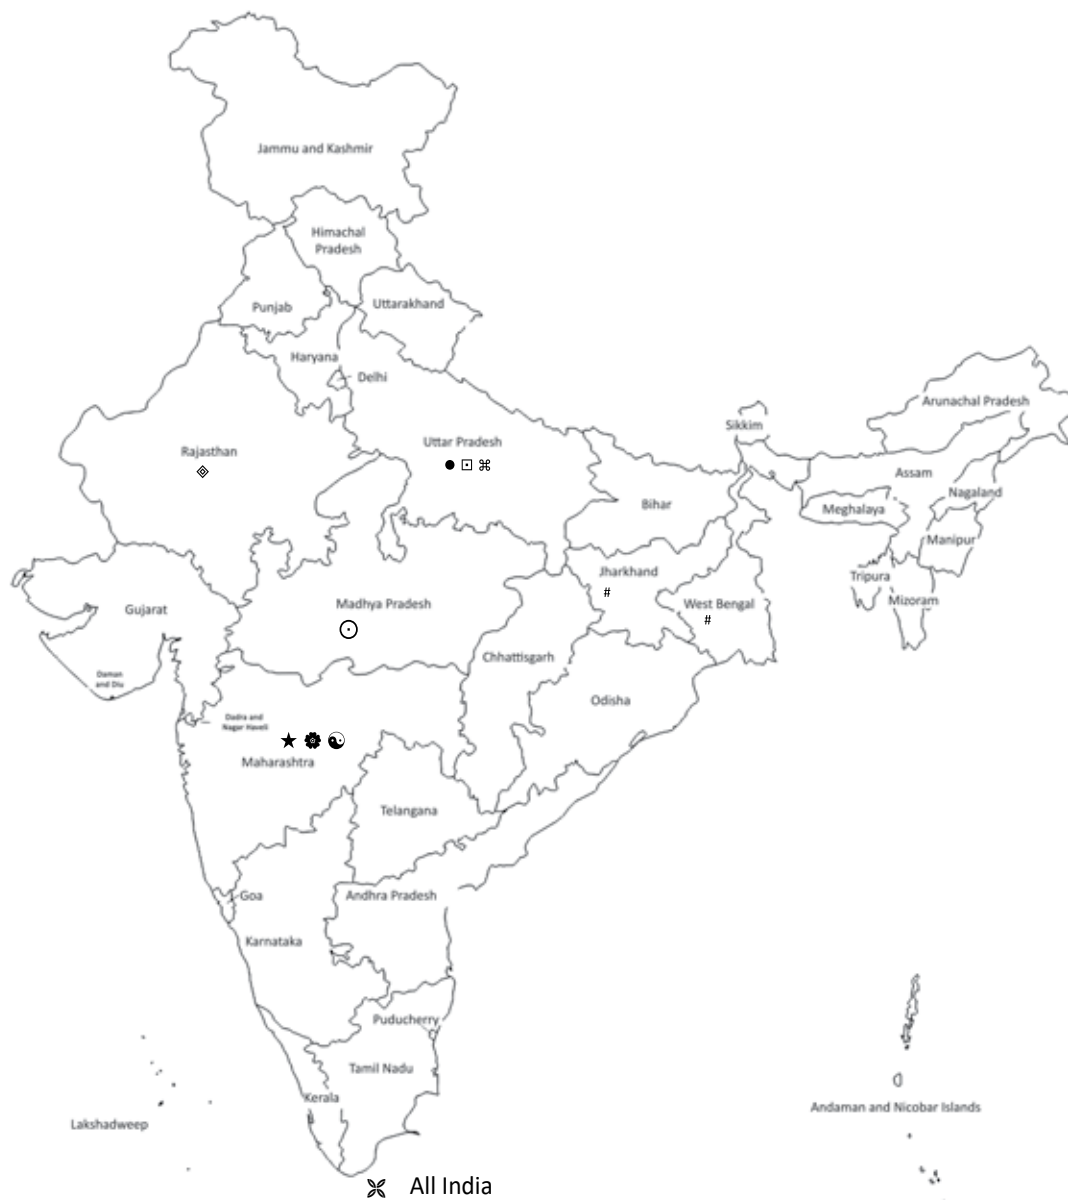 Jammu and Kashmir
Himachal
Pradesh
Punjab
Uttarakhand
Haryana
Delhi
Arunachal Pradesh
Sikkim
Rajasthan
Uttar Pradesh
Assam
Nagaland
Bihar
Meghalaya
Manipur
Jharkhand
#
Tripura
Mizoram
West Bengal
#
Gujarat
Madhya Pradesh
Chhattisgarh
Daman
and Diu
Odisha
Dadra and
Nagar Haveli
★
Maharashtra
Telangana
Goa
Andhra Pradesh
Karnataka
Puducherry
Tamil Nadu
Kerala
Lakshadweep
Andaman and Nicobar Islands
All India